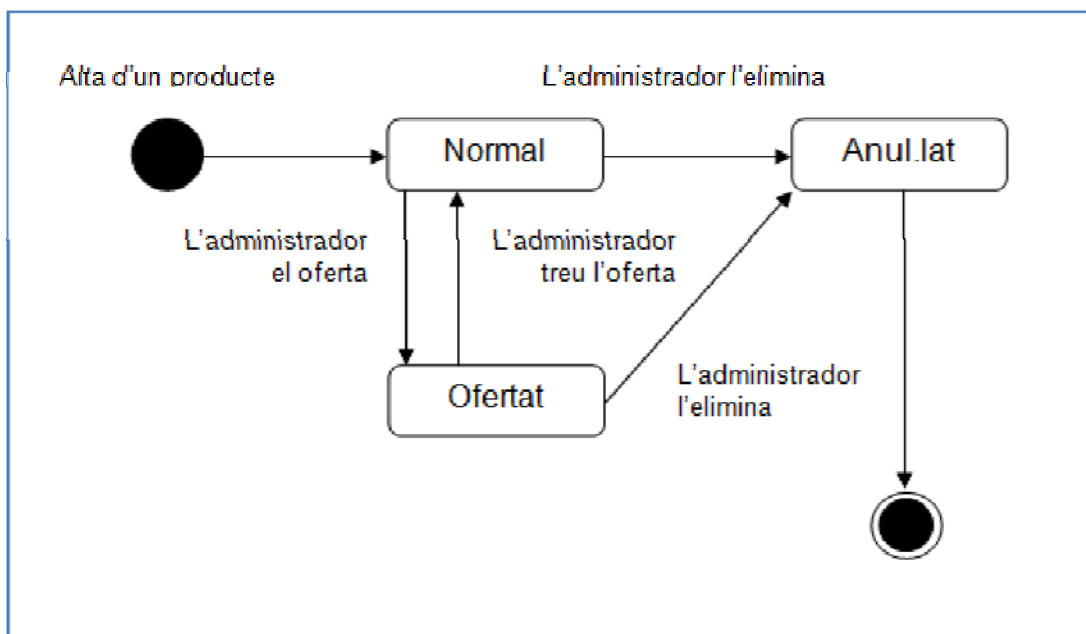 Alta d'un producte
L'administrador l'elimina
Normal
Anul.lat
L'administrador
el oferta
L'administrador
treu l'oferta
L'administrador
l'elimina
Ofertat